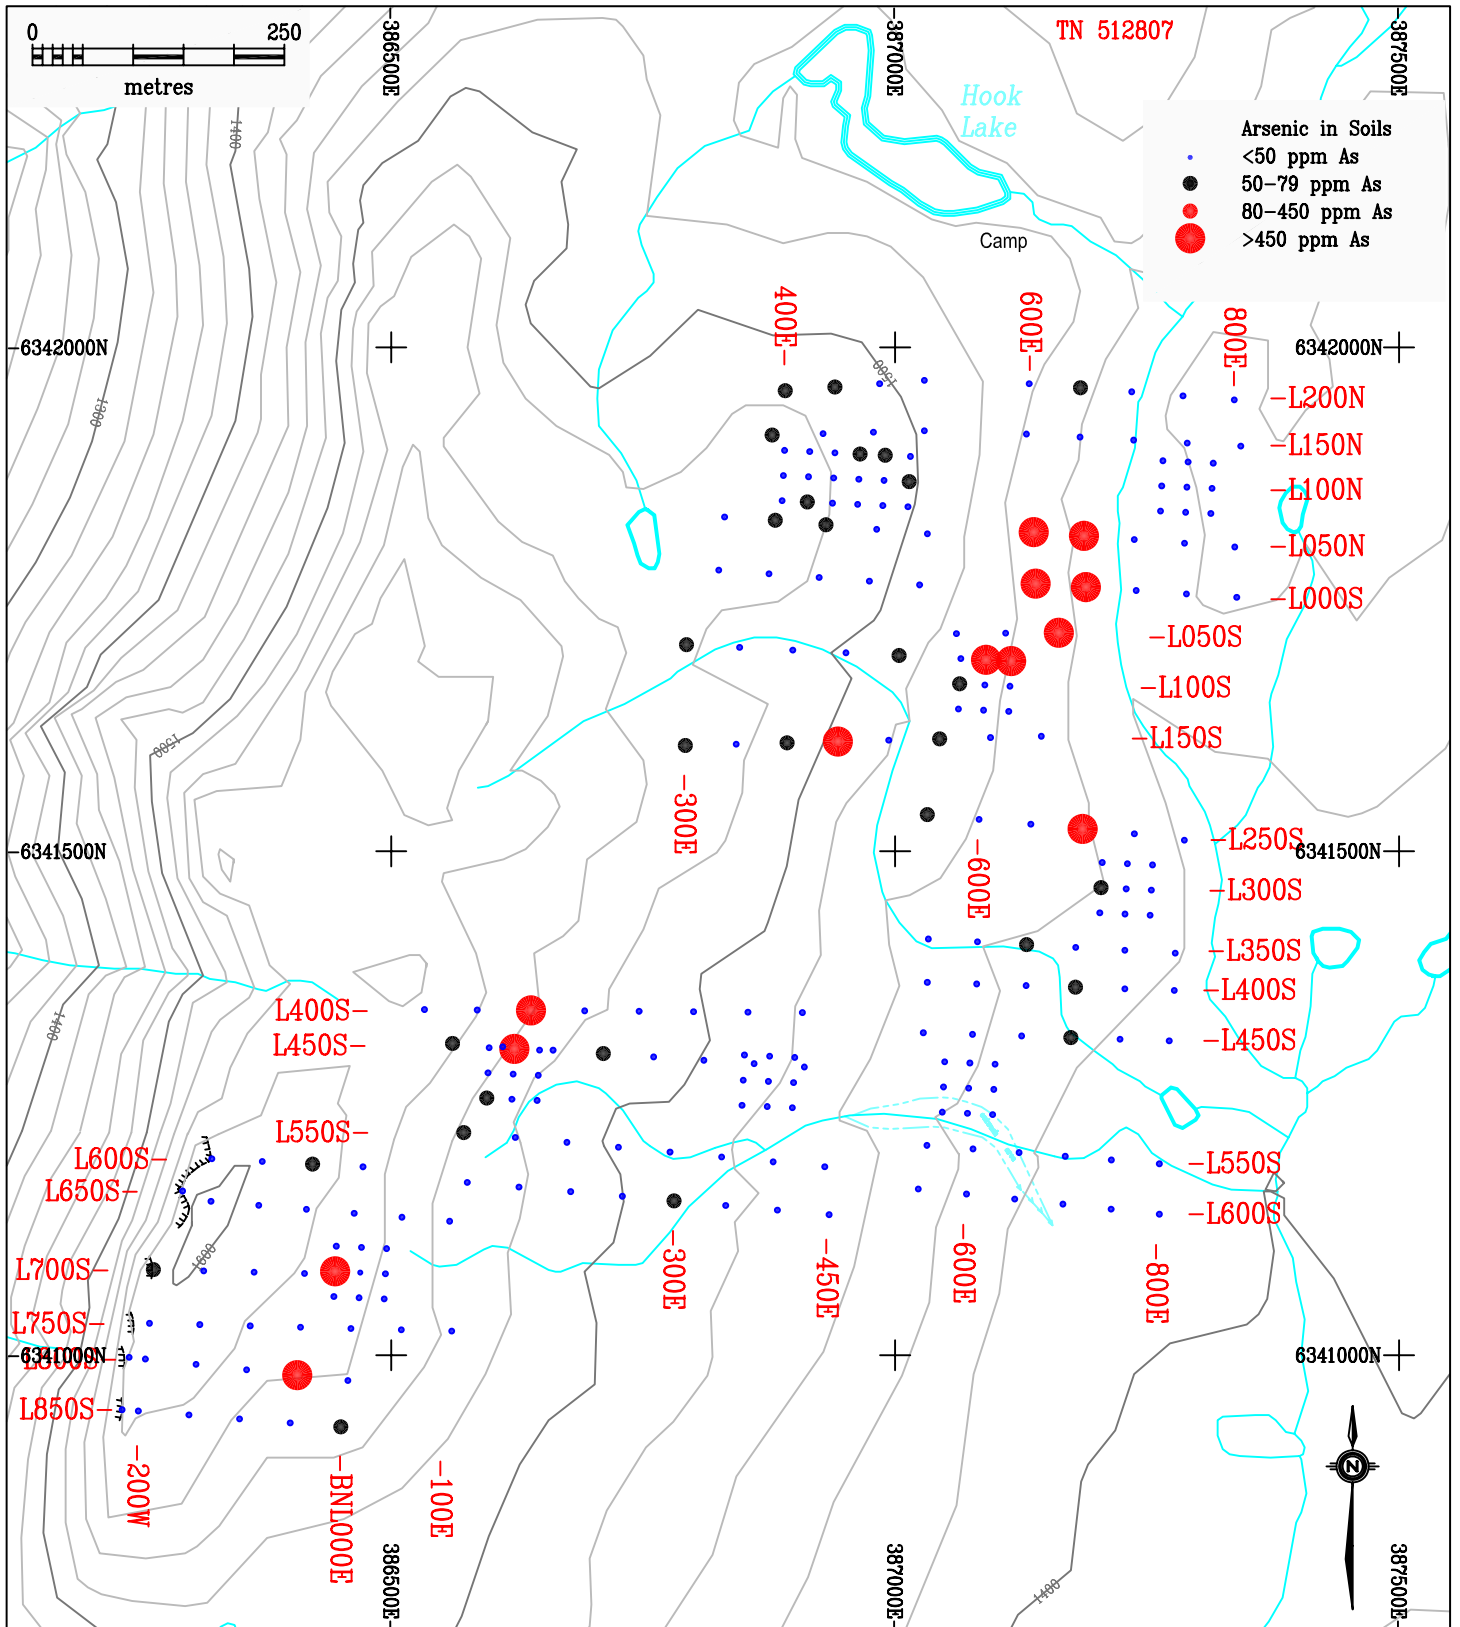 0 250
metres
386500E
387000E
387500E
TN 512807
Hook
Lake
Arsenic in Soils
<50 ppm As
50-79 ppm As
80-450 ppm As
>450 ppm As
Camp
1400
400E-
600E-
800E-
-6342000N
6342000N
1300
1500
-L200N
-L150N
-L100N
-L050N
-L000S
-L050S
-L100S
-L150S
1500
-300E
-600E
-L250S
-6341500N
6341500N
-L300S
-L350S
-L400S
-L450S
1400
L400S-
L450S-
L550S-
L600S-
L650S-
-L550S
-L600S
1600
L700S-
-300E
-450E
-600E
-800E
L750S-
-6341000N
L800S-
6341000N
L850S-
-200W
-BNL000E
-100E
N
1400
386500E-
387000E-
387500E-